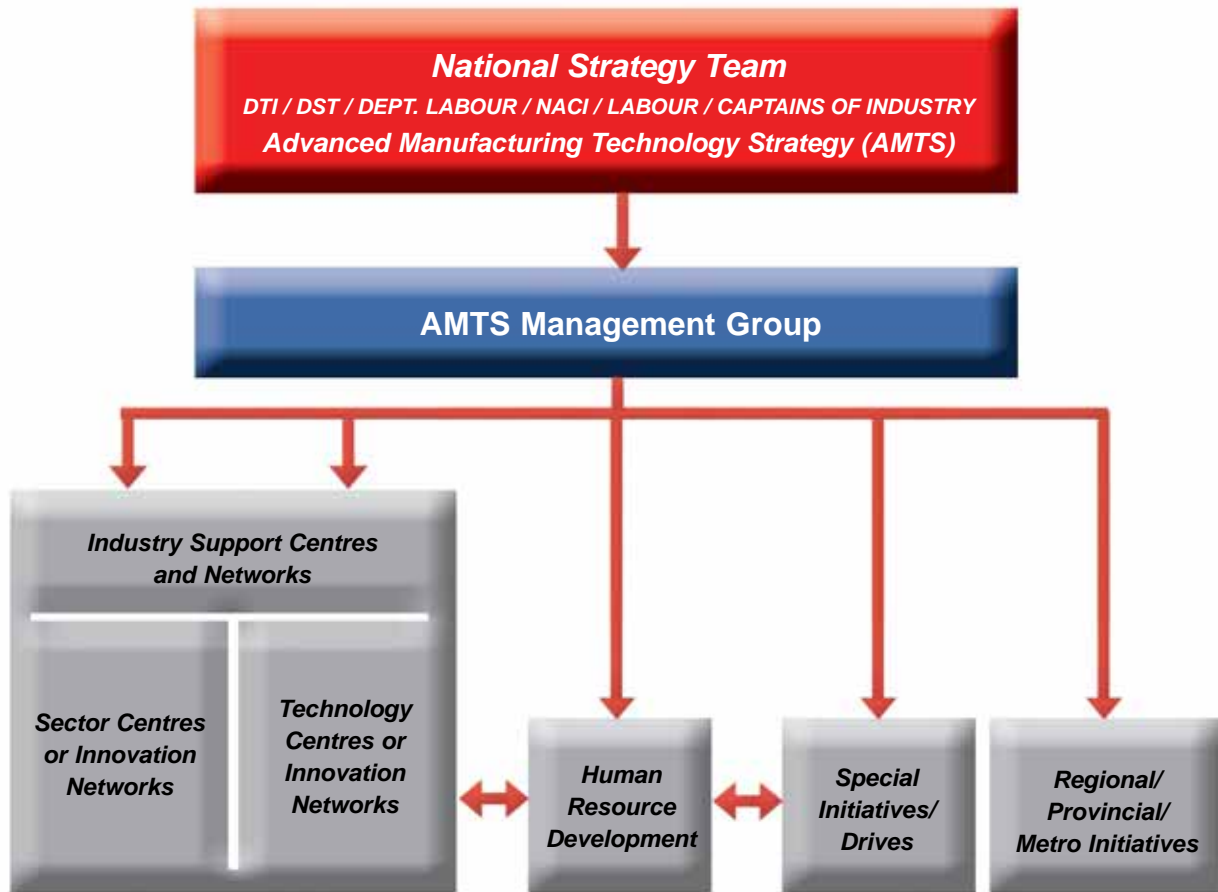 National Strategy Team
DTI / DST / DEPT. LABOUR / NACI / LABOUR / CAPTAINS OF INDUSTRY
Advanced Manufacturing Technology Strategy (AMTS)
AMTS Management Group
Industry Support Centres
and Networks
Sector Centres
or Innovation
Networks
Technology
Centres or
Innovation
Networks
Human
Resource
Development
Special
Initiatives/
Drives
Regional/
Provincial/
Metro Initiatives